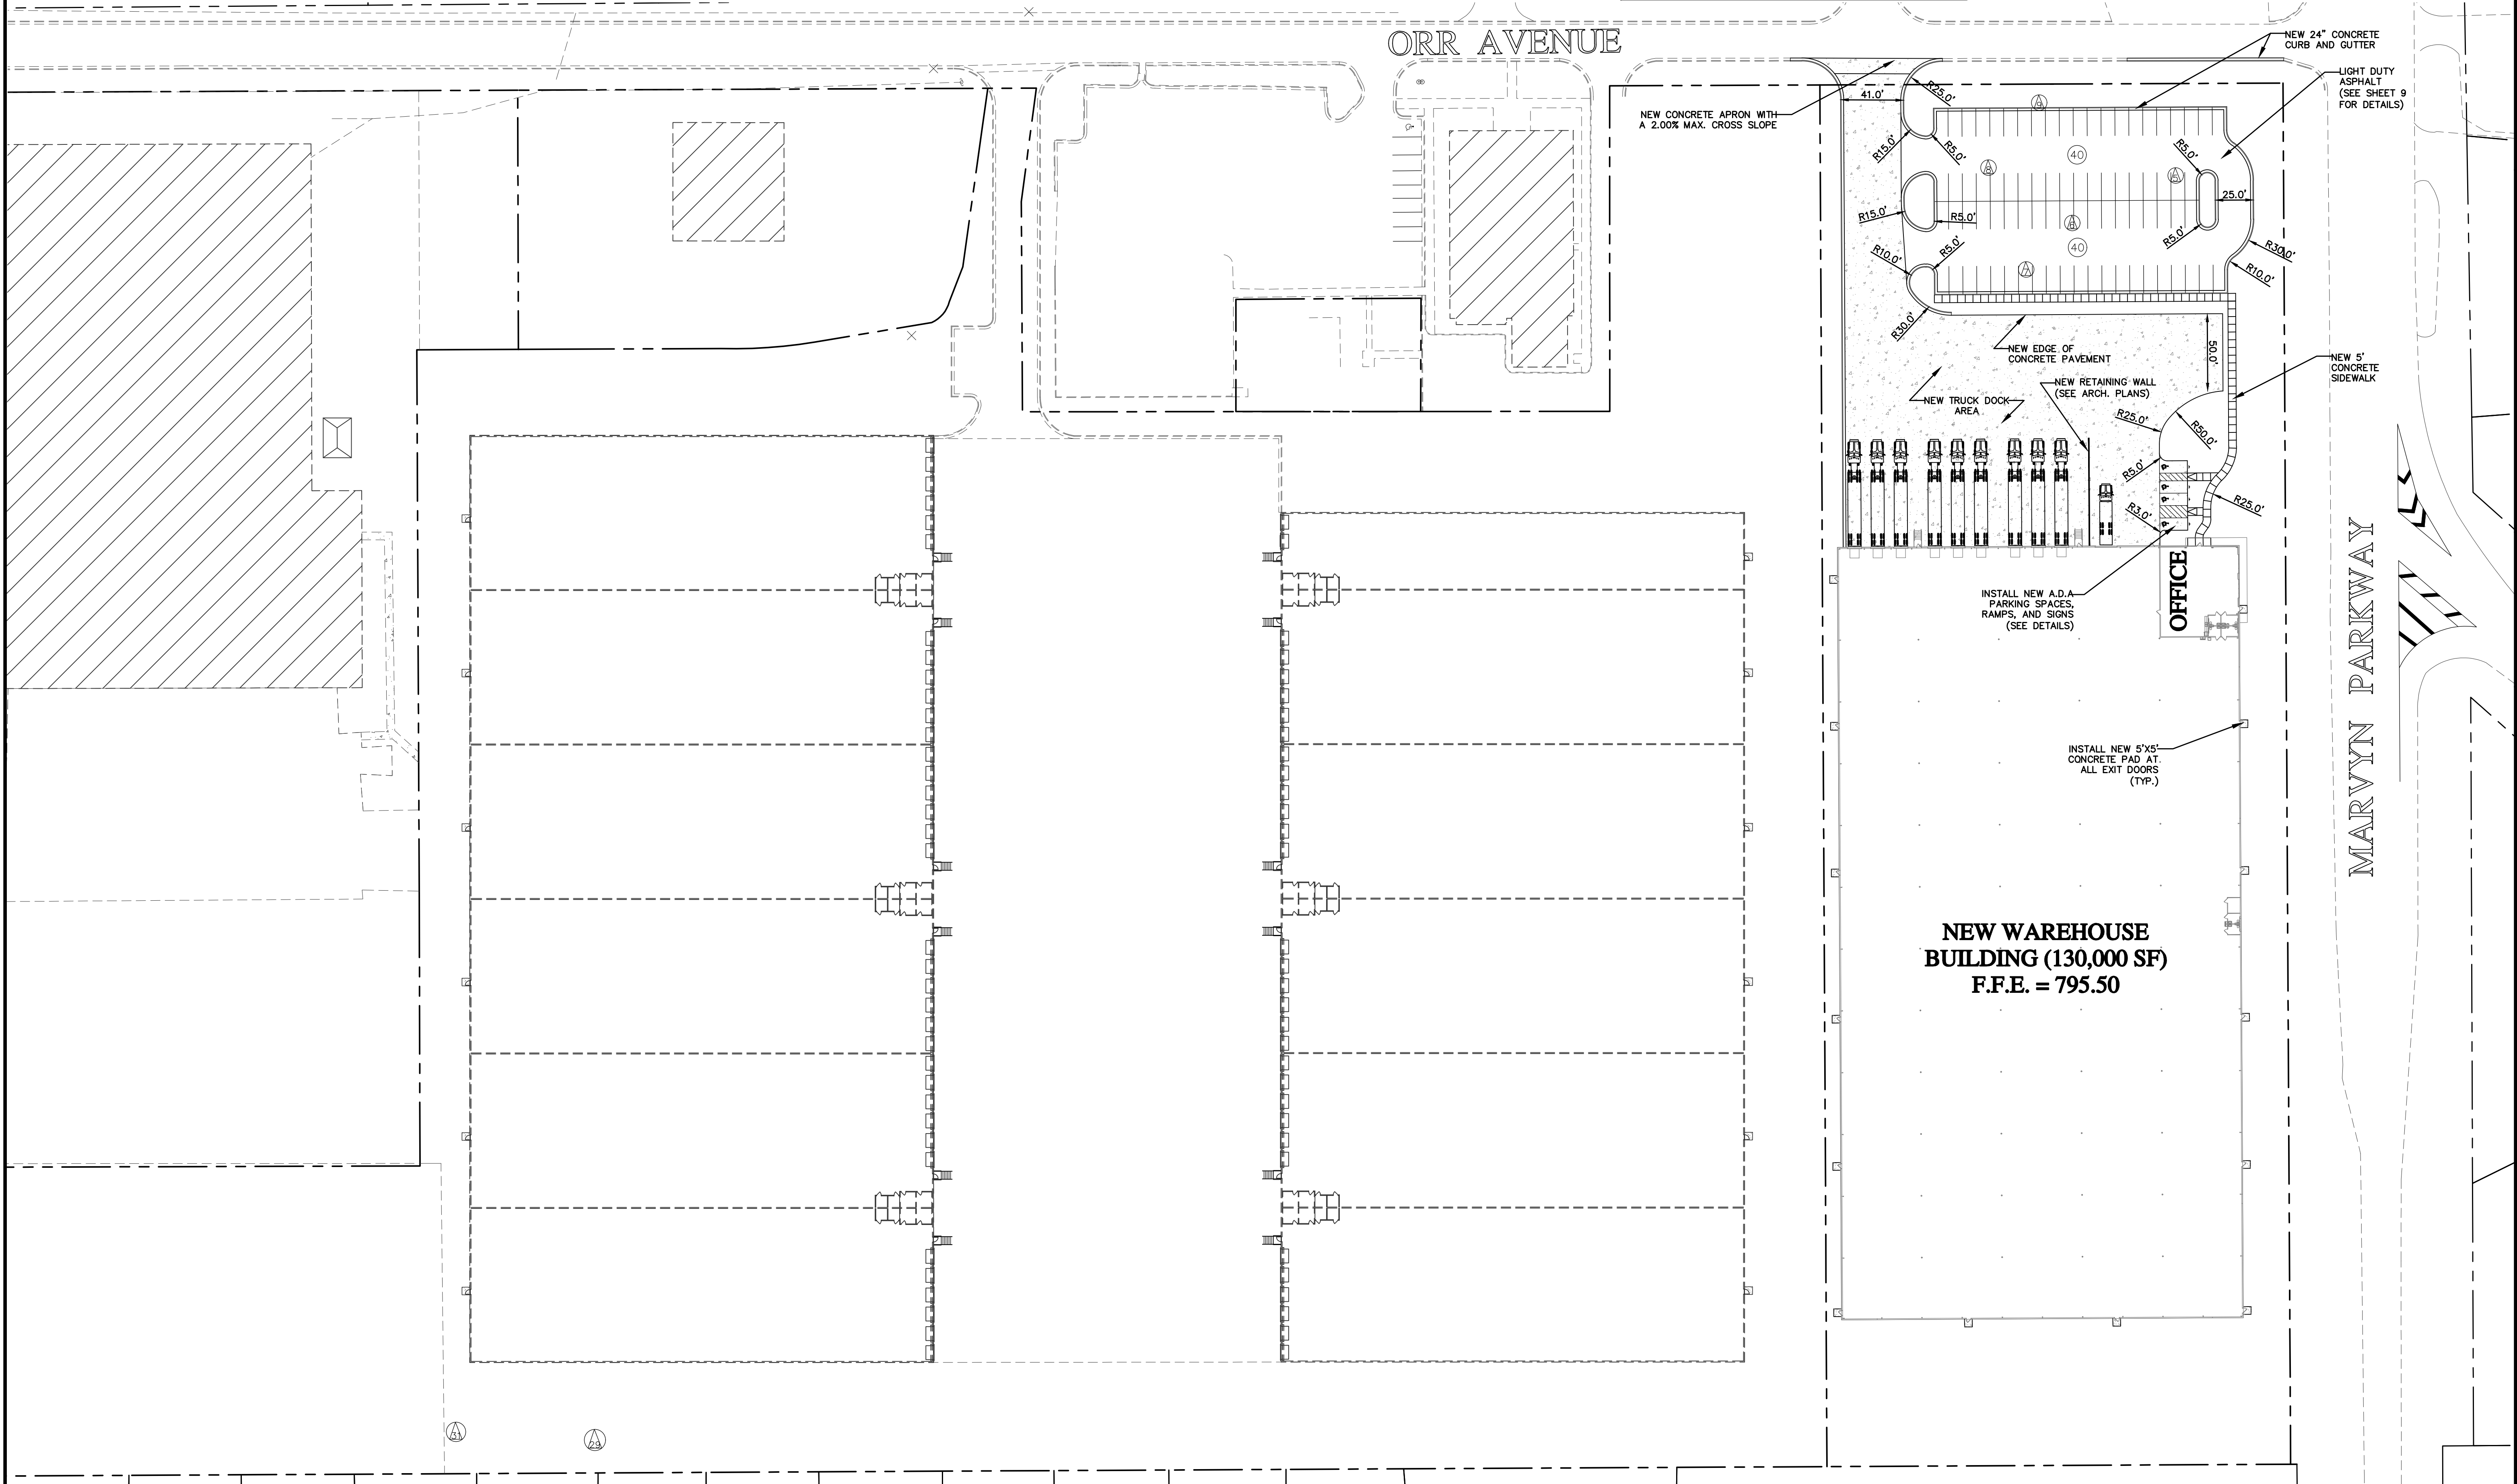 ORR AVENUE
NEW 24" CONCRETE
CURB AND GUTTER
LIGHT DUTY
ASPHALT
(SEE SHEET 9
FOR DETAILS)
NEW CONCRETE APRON WITH
A 2.00% MAX. CROSS SLOPE
41.0'
R25.0'
R15.0'
R5.0'
9
40
8
5
R5.0'
25.0'
R15.0'
R5.0'
40
R5.0'
R30.0'
R10.0'
R10.0'
R5.0'
7
R30.0'
NEW EDGE OF
CONCRETE PAVEMENT
50.0'
NEW 5'
CONCRETE
SIDEWALK
NEW RETAINING WALL
(SEE ARCH. PLANS)
NEW TRUCK DOCK
AREA
R25.0'
R50.0'
R5.0'
R3.0'
R25.0'
OFFICE
INSTALL NEW A.D.A
PARKING SPACES,
RAMPS, AND SIGNS
(SEE DETAILS)
MARVYN PARKWAY
INSTALL NEW 5'X5'
CONCRETE PAD AT
ALL EXIT DOORS
(TYP.)
NEW WAREHOUSE
BUILDING (130,000 SF)
F.F.E. = 795.50
31
29